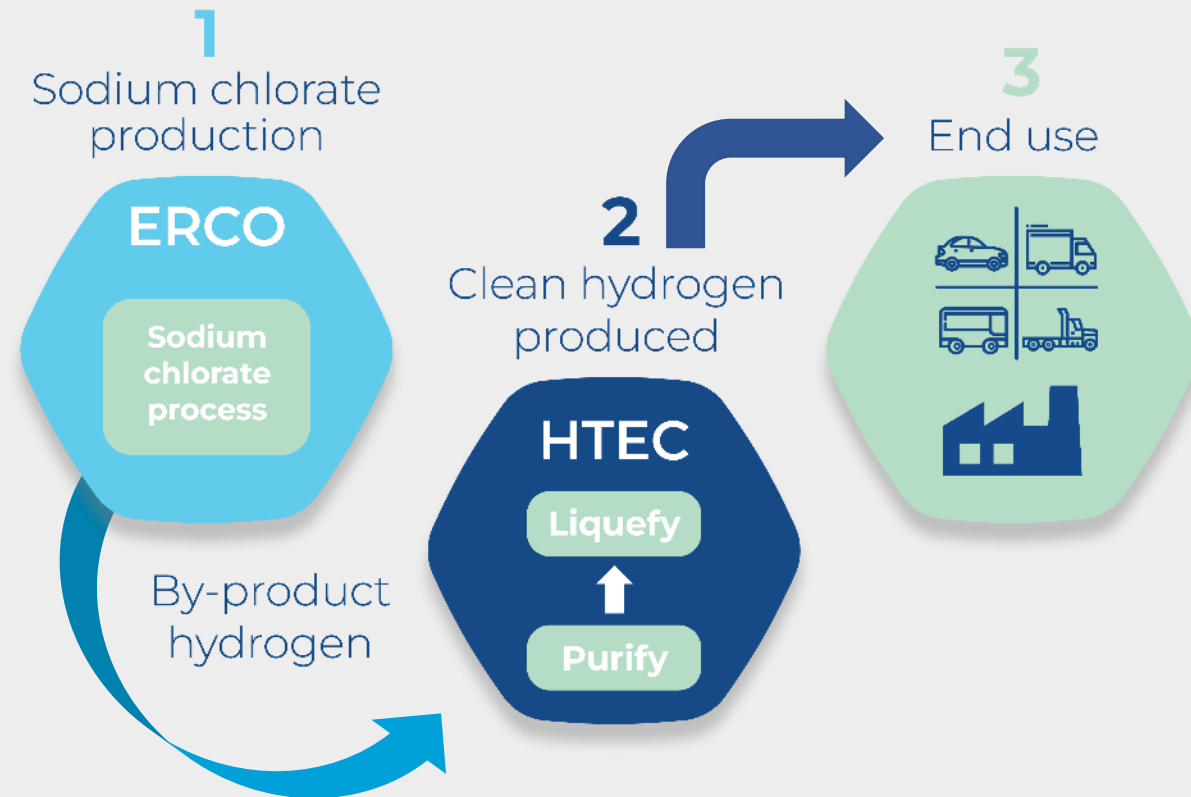 1
Sodium chlorate
production
ERCO
Sodium
chlorate
process
By-product
hydrogen
2
Clean hydrogen
produced
HTEC
Liquefy
Purify
3
End use